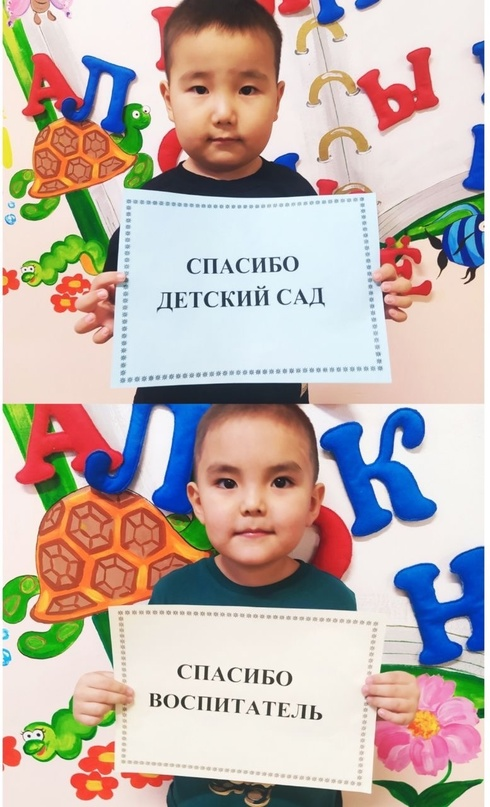 А Л Ы
СПАСИБО
ДЕТСКИЙ САД
А Л К
Н
СПАСИБО
ВОСПИТАТЕЛЬ